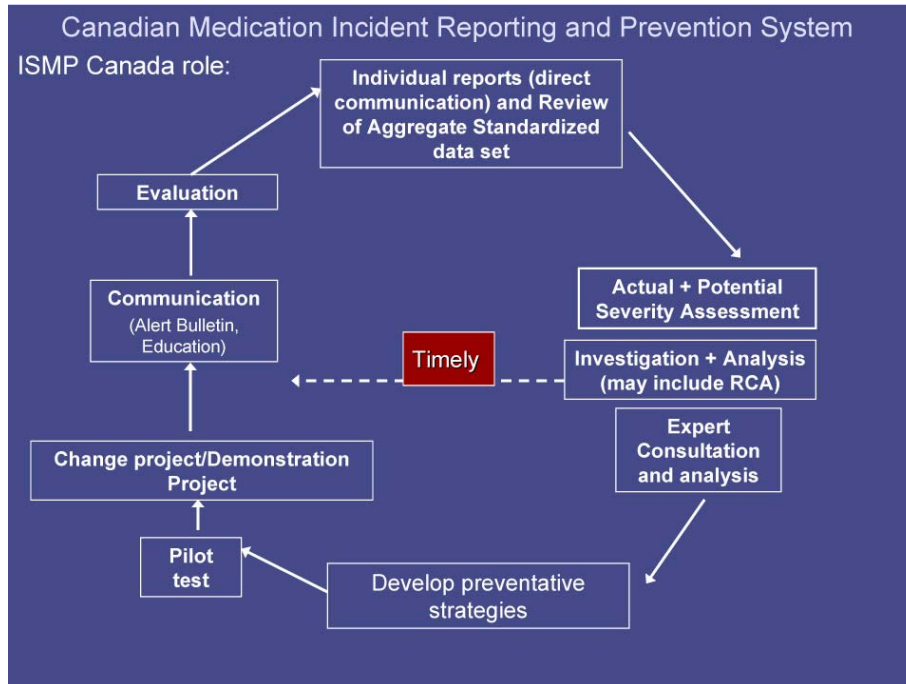 Canadian Medication Incident Reporting and Prevention System
ISMP Canada role:
Individual reports (direct
communication) and Review
of Aggregate Standardized
data set
Evaluation
Communication
(Alert Bulletin,
Education)
Actual + Potential
Severity Assessment
Timely
Investigation + Analysis
(may include RCA)
Expert
Consultation
and analysis
Change project/Demonstration
Project
Pilot
test
Develop preventative
strategies